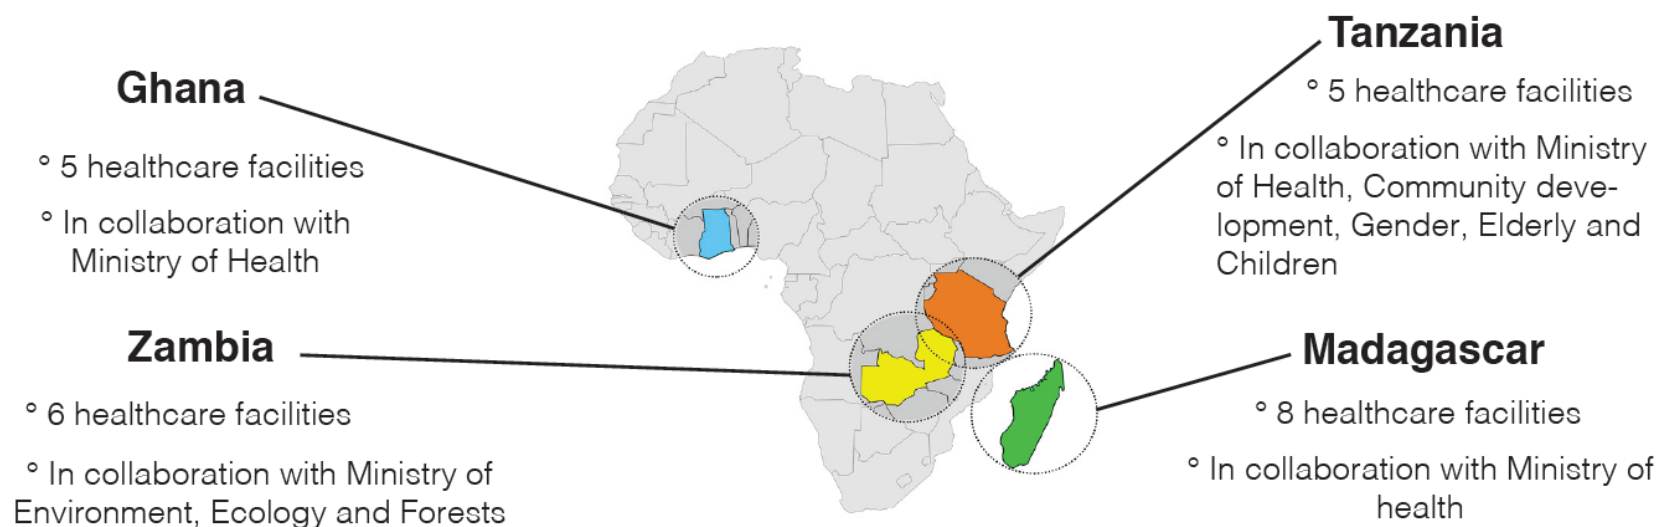 Ghana
° 5 healthcare facilities
° In collaboration with
Ministry of Health
Zambia
° 6 healthcare facilities
° In collaboration with Ministry of
Environment, Ecology and Forests
Tanzania
° 5 healthcare facilities
° In collaboration with Ministry
of Health, Community deve-
lopment, Gender, Elderly and
Children
Madagascar
° 8 healthcare facilities
° In collaboration with Ministry of
health